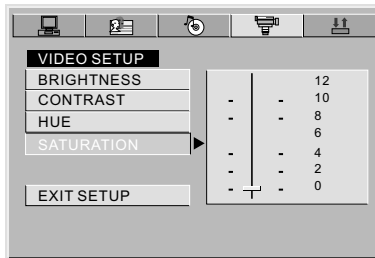 VIDEO SETUP
BRIGHTNESS
CONTRAST
HUE
SATURATION
EXIT SETUP
12
10
8
6
4
2
0